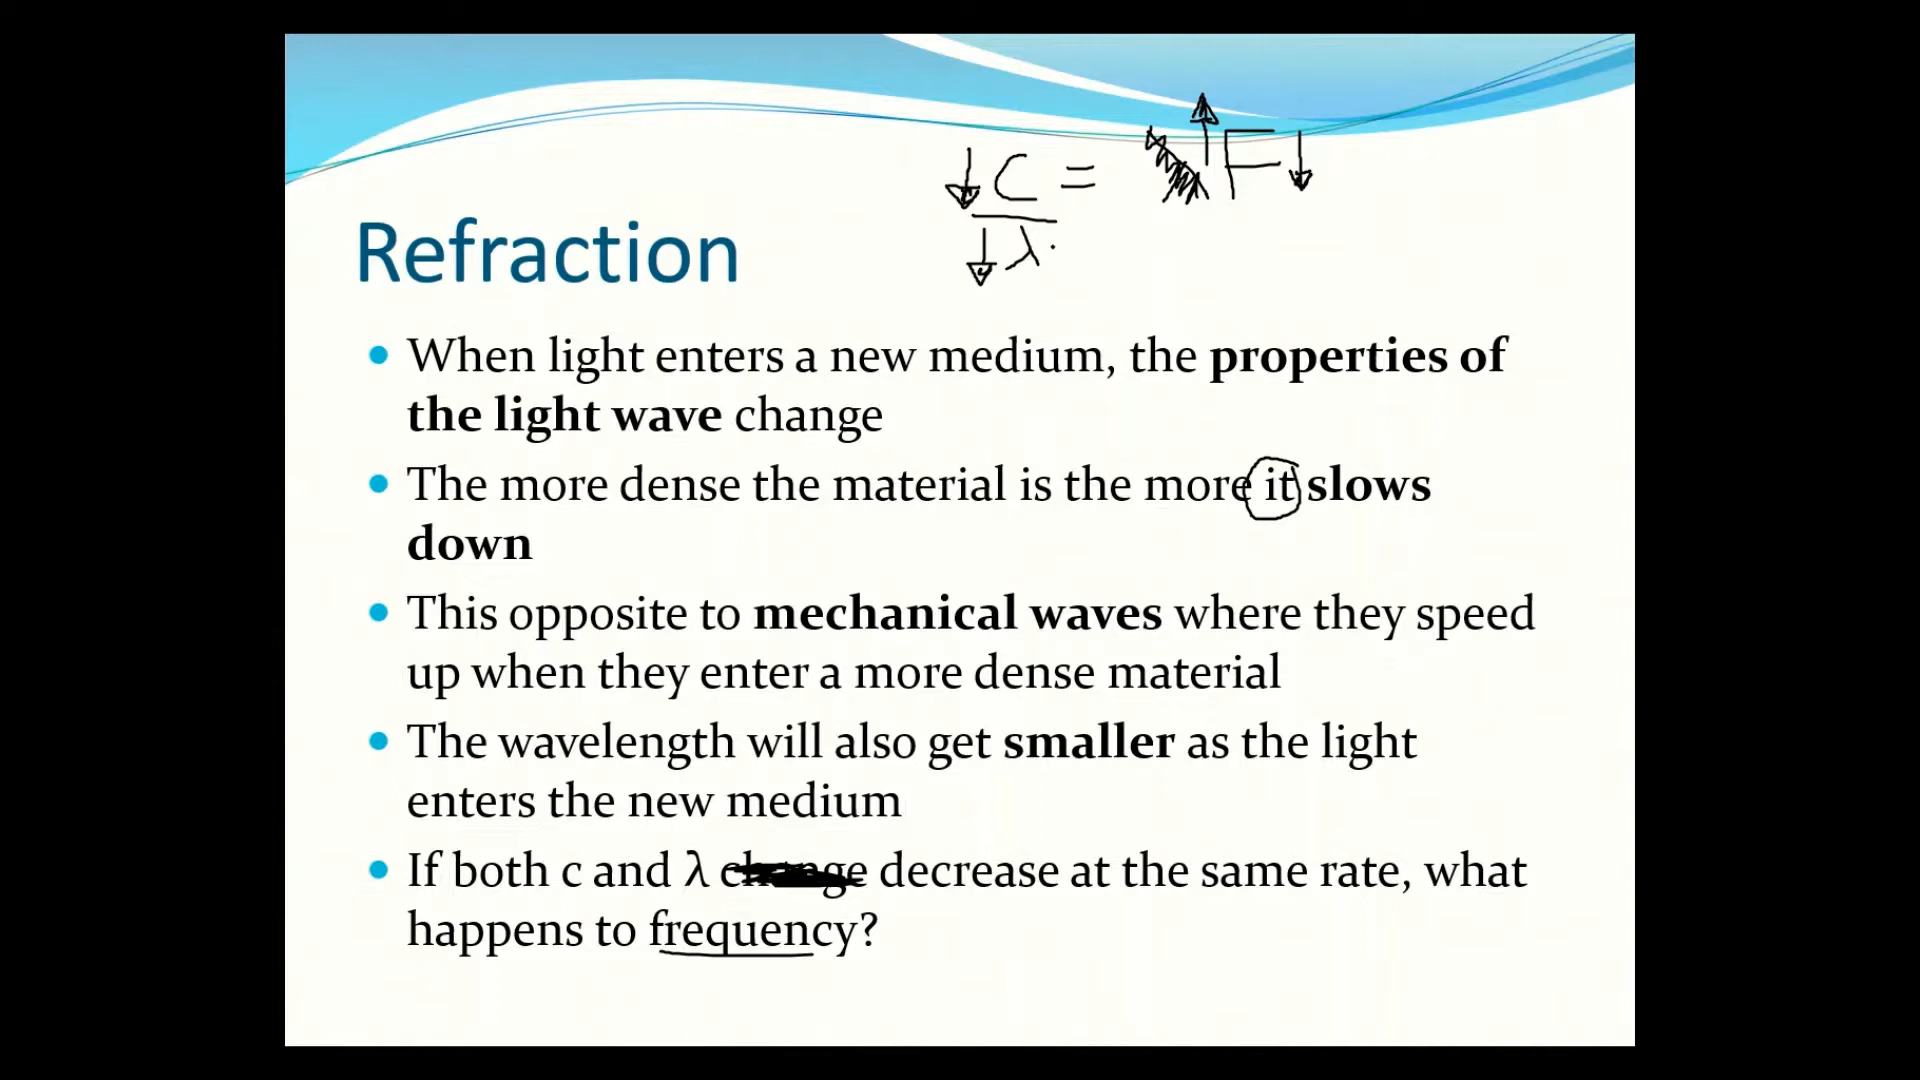 ↓ C = ↑ F ↓
↓ λ
Refraction
• When light enters a new medium, the properties of
the light wave change
• The more dense the material is the more it slows
down
• This opposite to mechanical waves where they speed
up when they enter a more dense material
• The wavelength will also get smaller as the light
enters the new medium
• If both c and λ change decrease at the same rate, what
happens to frequency?